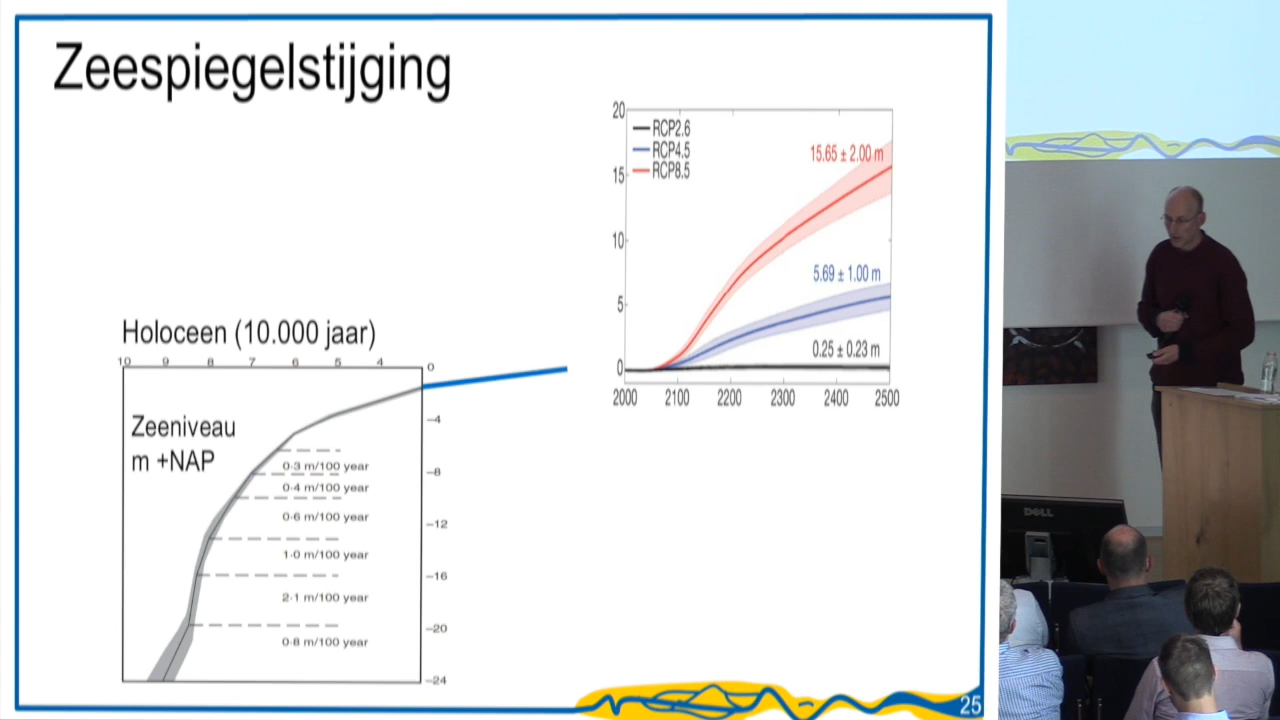 Zeespiegelstijging
20
15
10
5
0
RCP2.6
RCP4.5
RCP8.5
15.65 ± 2.00 m
5.69 ± 1.00 m
0.25 ± 0.23 m
2000 2100 2200 2300 2400 2500
Holoceen (10.000 jaar)
10 9 8 7 6 5 4 0
Zeeniveau
m +NAP
−4
−8
−12
−16
−20
−24
0·3 m/100 year
0·4 m/100 year
0·6 m/100 year
1·0 m/100 year
2·1 m/100 year
0·8 m/100 year
25
DELL